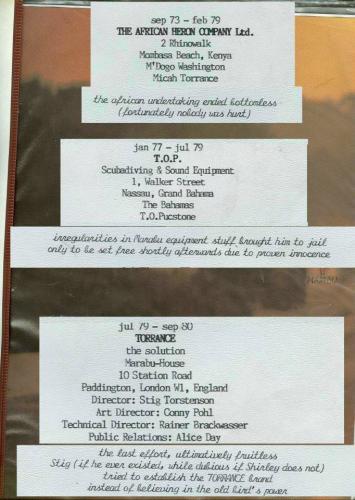 sep 73 - feb 79
THE AFRICAN HERON COMPANY Ltd.
2 Rhinowalk
Mombasa Beach, Kenya
M'Dogo Washington
Micah Torrance
the african undertaking ended bottomless
(fortunately nobody was hurt)
jan 77 - jul 79
T.O.P.
Scubadiving & Sound Equipment
1, Walker Street
Nassau, Grand Bahama
The Bahamas
T.O.Pucstone
irregularities in Marabu equipment stuff brought him to jail
only to be set free shortly afterwards due to proven innocence
jul 79 - sep 80
TORRANCE
the solution
Marabu-House
10 Station Road
Paddington, London W1, England
Director: Stig Torstenson
Art Director: Conny Pohl
Technical Director: Rainer Brackwasser
Public Relations: Alice Day
the last effort, ultimatively fruitless
Stig (if he ever existed, while dubious if Shirley does not)
tried to establish the TORRANCE brand
instead of believing in the old bird's power